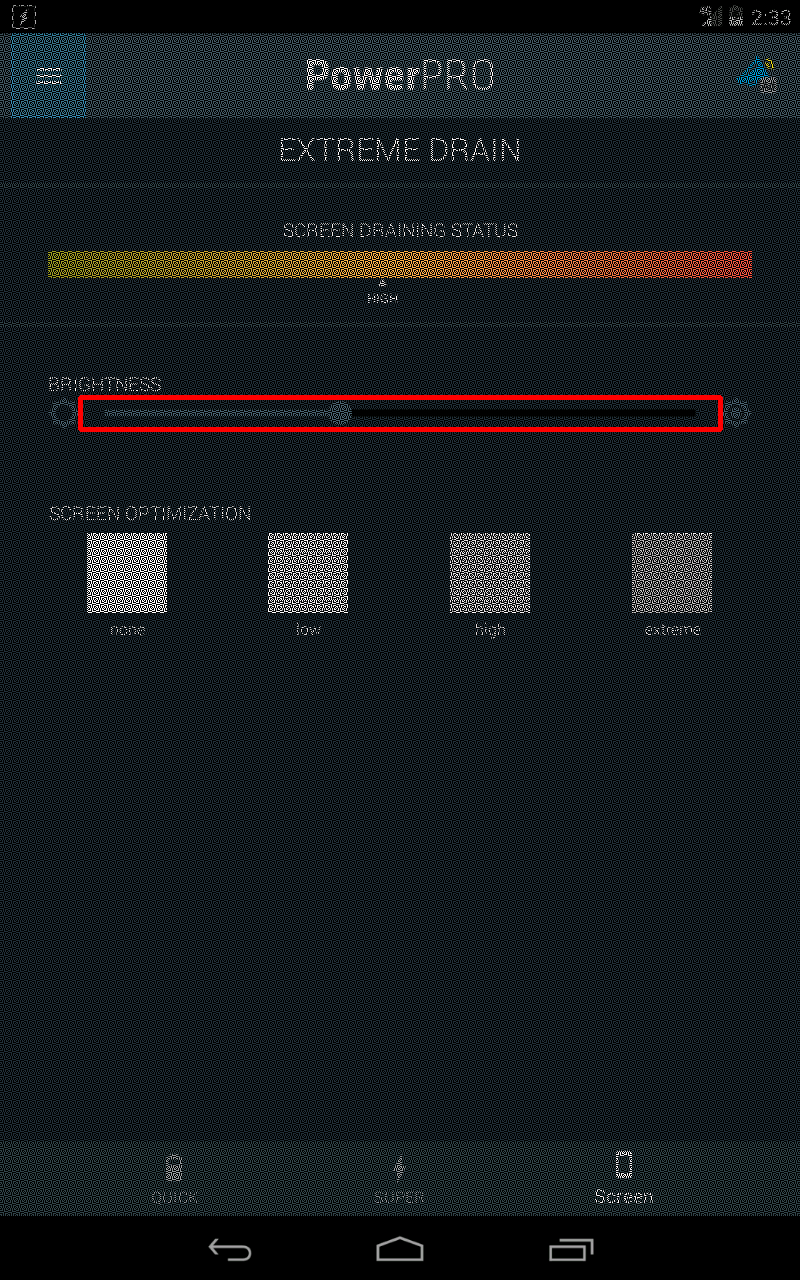 2:33
PowerPRO
EXTREME DRAIN
SCREEN DRAINING STATUS
HIGH
BRIGHTNESS
SCREEN OPTIMIZATION
none low high extreme
QUICK SUPER Screen